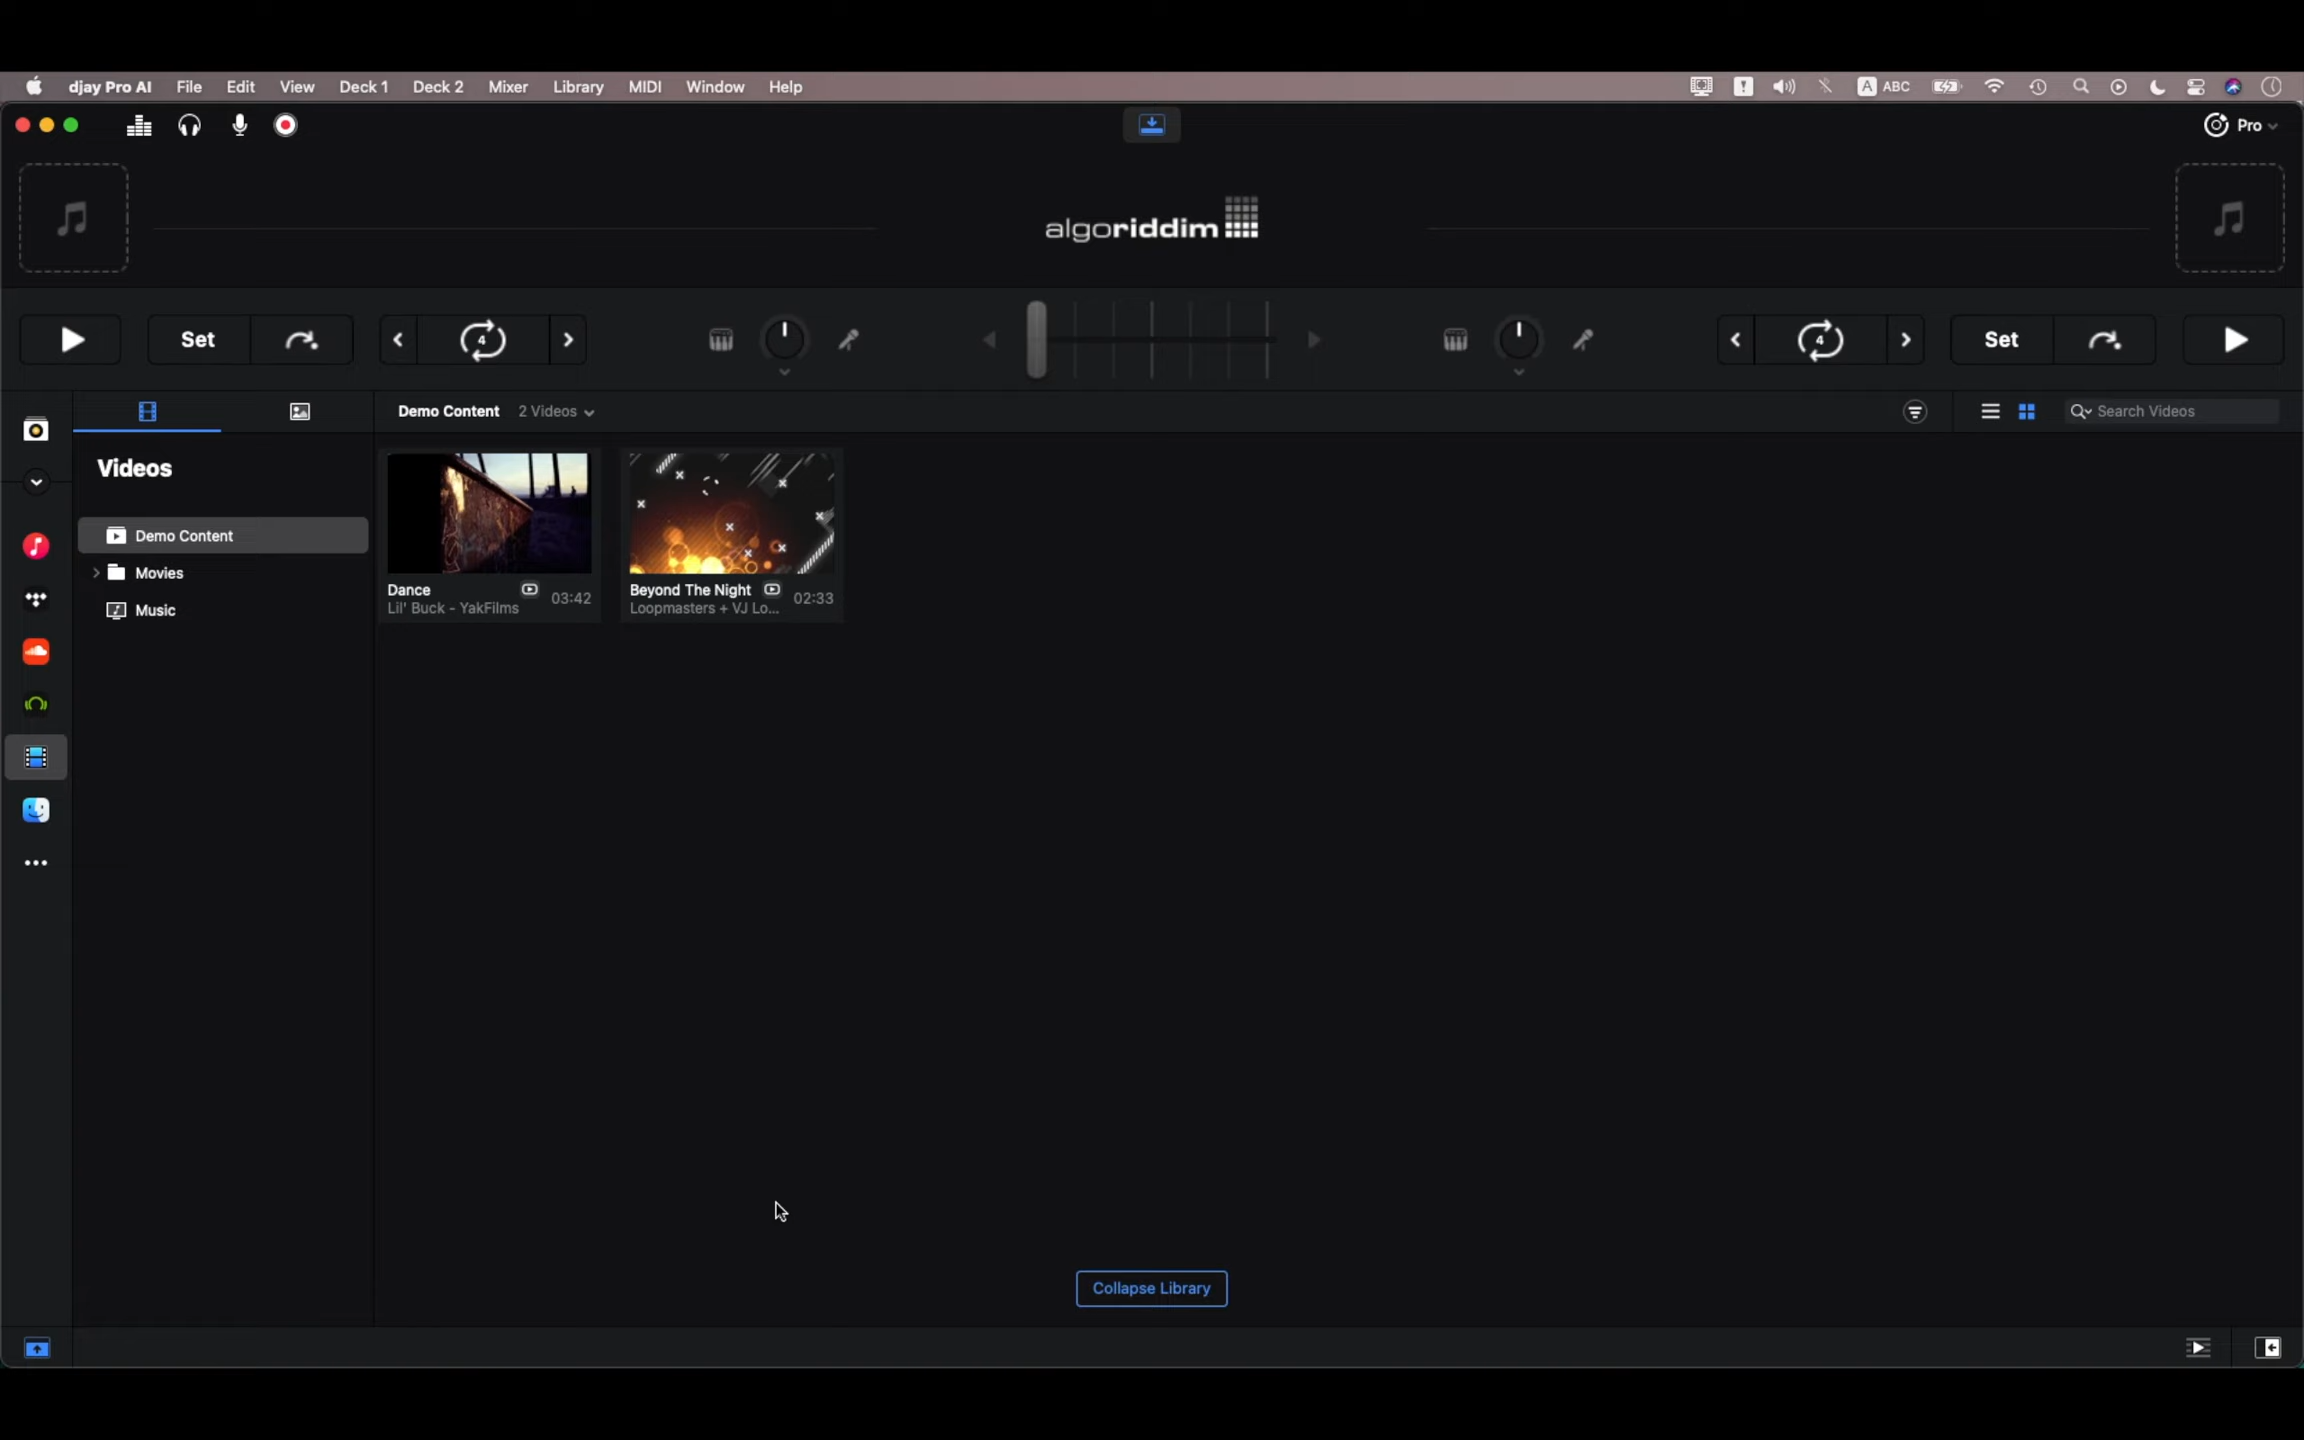 djay Pro AI File Edit View Deck 1 Deck 2 Mixer Library MIDI Window Help
A ABC
Pro
algoriddim
Set 4 4 Set
Demo Content 2 Videos Search Videos
Videos
Demo Content
Movies
Music
Dance 03:42
Lil' Buck - YakFilms
Beyond The Night 02:33
Loopmasters + VJ Lo...
Collapse Library